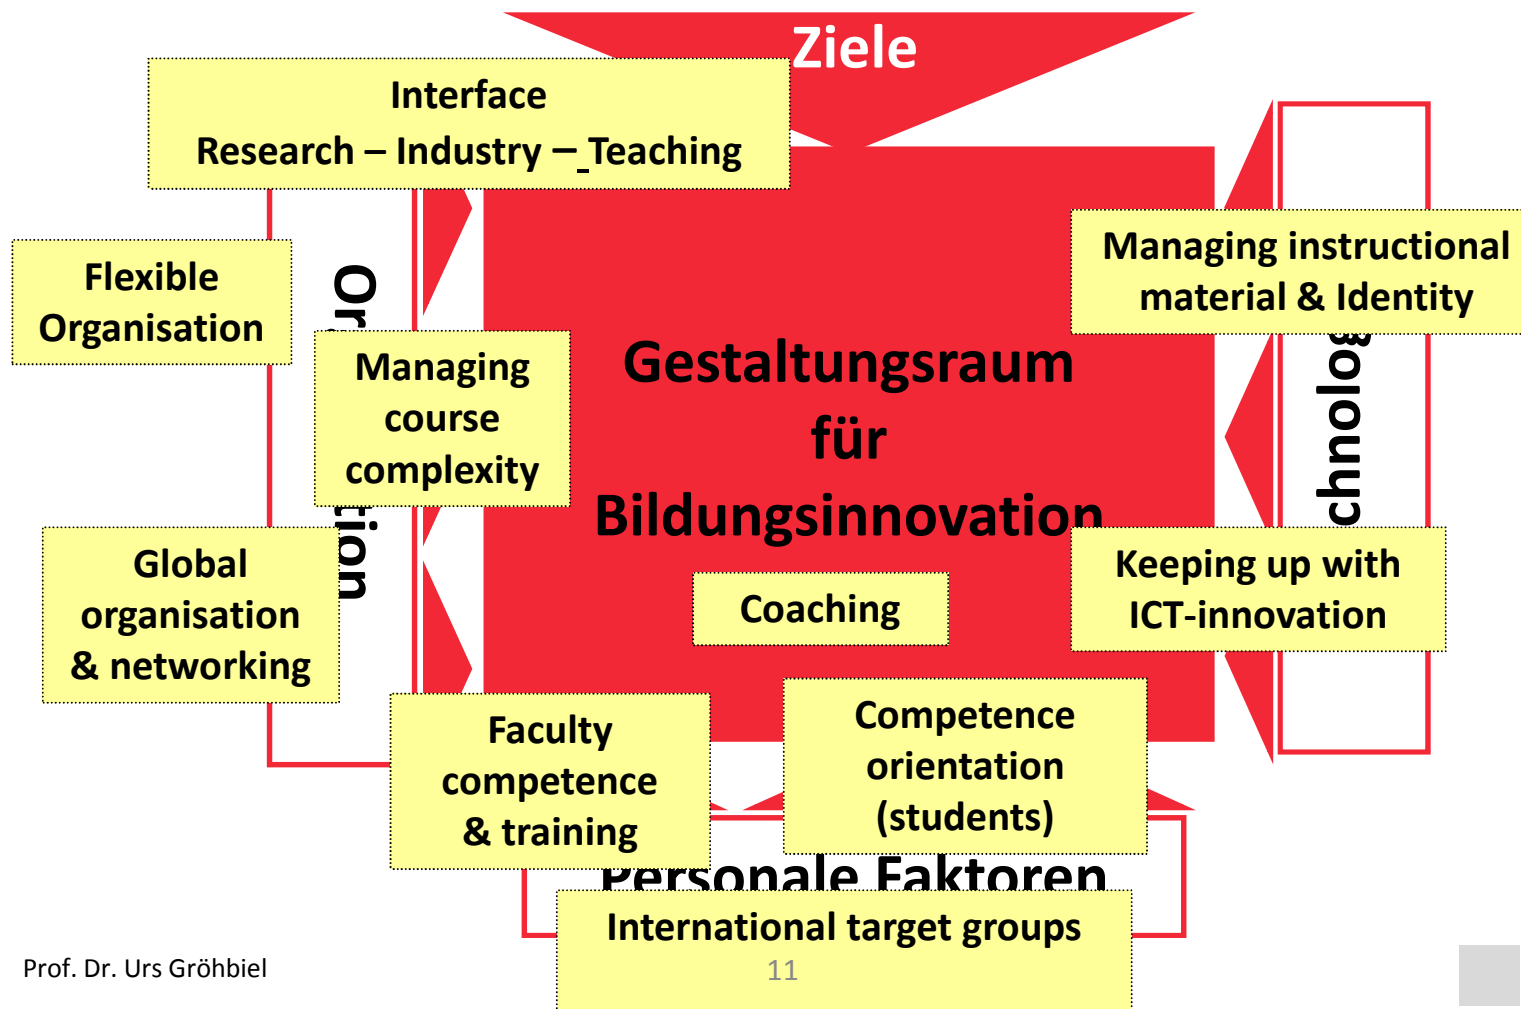 Ziele
Interface
Research – Industry – Teaching
Flexible
Organisation
Managing
course
complexity
Global
organisation
& networking
Gestaltungsraum
für
Bildungsinnovation
Coaching
Managing instructional
material & Identity
chnolog
Keeping up with
ICT-innovation
Faculty
competence
& training
Competence
orientation
(students)
Personale Faktoren
International target groups
Prof. Dr. Urs Gröhbiel
11